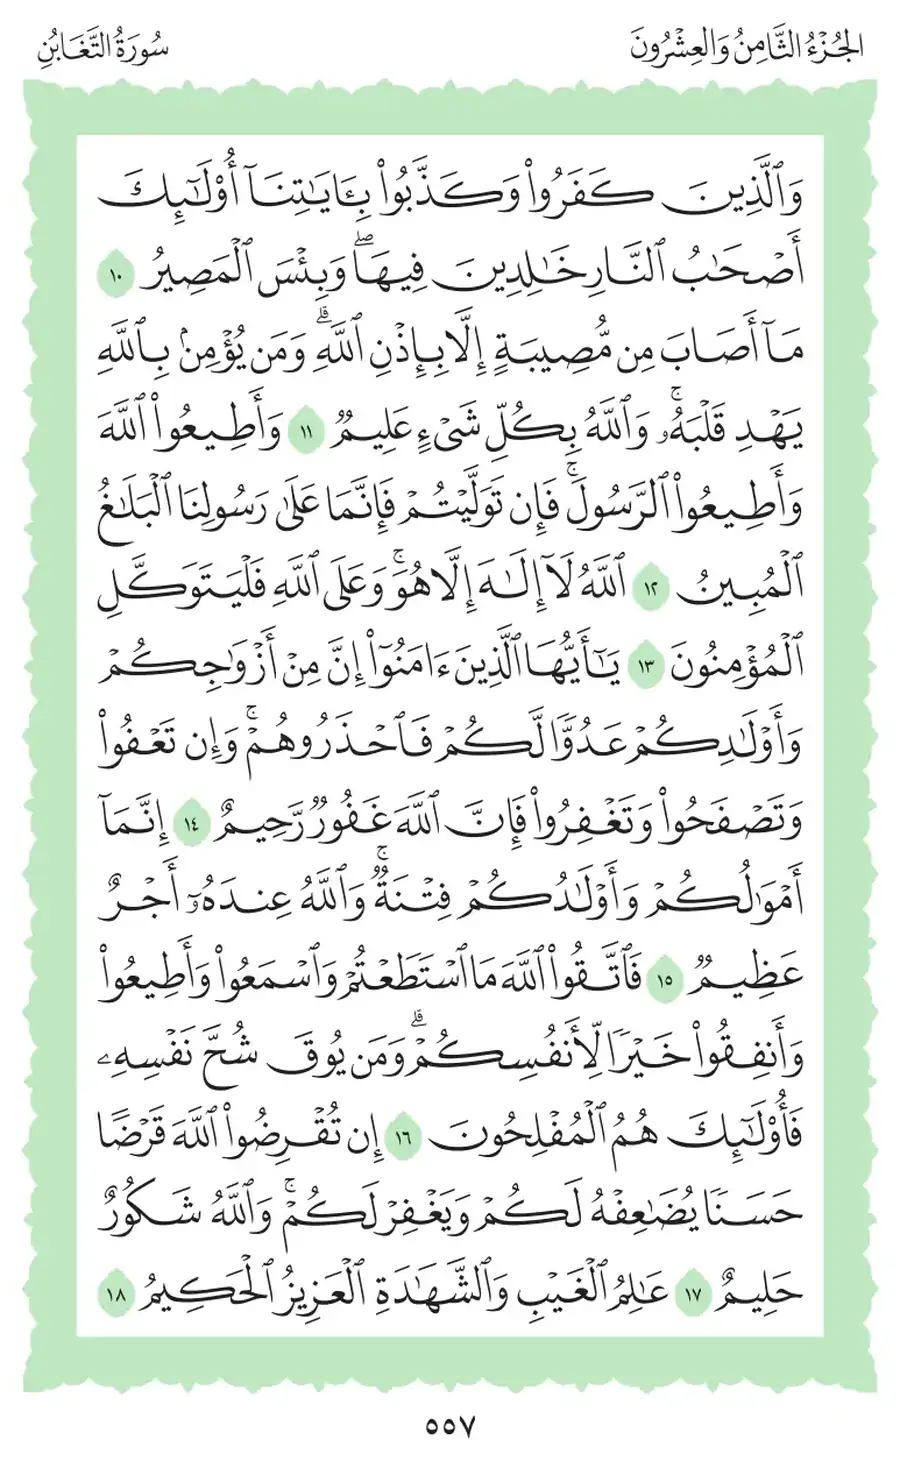 الجُزْءُ الثَّامِنُ وَالعِشْرُونَ
سُورَةُ التَّغَابُنِ
وَٱلَّذِينَ كَفَرُوا۟ وَكَذَّبُوا۟ بِـَٔايَـٰتِنَآ أُو۟لَـٰٓئِكَ
أَصْحَـٰبُ ٱلنَّارِ خَـٰلِدِينَ فِيهَا ۖ وَبِئْسَ ٱلْمَصِيرُ ١٠
مَآ أَصَابَ مِن مُّصِيبَةٍ إِلَّا بِإِذْنِ ٱللَّهِ ۗ وَمَن يُؤْمِنۢ بِٱللَّهِ
يَهْدِ قَلْبَهُۥ ۚ وَٱللَّهُ بِكُلِّ شَىْءٍ عَلِيمٌ ١١ وَأَطِيعُوا۟ ٱللَّهَ
وَأَطِيعُوا۟ ٱلرَّسُولَ ۚ فَإِن تَوَلَّيْتُمْ فَإِنَّمَا عَلَىٰ رَسُولِنَا ٱلْبَلَـٰغُ
ٱلْمُبِينُ ١٢ ٱللَّهُ لَآ إِلَـٰهَ إِلَّا هُوَ ۚ وَعَلَى ٱللَّهِ فَلْيَتَوَكَّلِ
ٱلْمُؤْمِنُونَ ١٣ يَـٰٓأَيُّهَا ٱلَّذِينَ ءَامَنُوٓا۟ إِنَّ مِنْ أَزْوَٰجِكُمْ
وَأَوْلَـٰدِكُمْ عَدُوًّا لَّكُمْ فَٱحْذَرُوهُمْ ۚ وَإِن تَعْفُوا۟
وَتَصْفَحُوا۟ وَتَغْفِرُوا۟ فَإِنَّ ٱللَّهَ غَفُورٌ رَّحِيمٌ ١٤ إِنَّمَآ
أَمْوَٰلُكُمْ وَأَوْلَـٰدُكُمْ فِتْنَةٌ ۚ وَٱللَّهُ عِندَهُۥٓ أَجْرٌ
عَظِيمٌ ١٥ فَٱتَّقُوا۟ ٱللَّهَ مَا ٱسْتَطَعْتُمْ وَٱسْمَعُوا۟ وَأَطِيعُوا۟
وَأَنفِقُوا۟ خَيْرًا لِّأَنفُسِكُمْ ۗ وَمَن يُوقَ شُحَّ نَفْسِهِۦ
فَأُو۟لَـٰٓئِكَ هُمُ ٱلْمُفْلِحُونَ ١٦ إِن تُقْرِضُوا۟ ٱللَّهَ قَرْضًا
حَسَنًا يُضَـٰعِفْهُ لَكُمْ وَيَغْفِرْ لَكُمْ ۚ وَٱللَّهُ شَكُورٌ
حَلِيمٌ ١٧ عَـٰلِمُ ٱلْغَيْبِ وَٱلشَّهَـٰدَةِ ٱلْعَزِيزُ ٱلْحَكِيمُ ١٨
٥٥٧